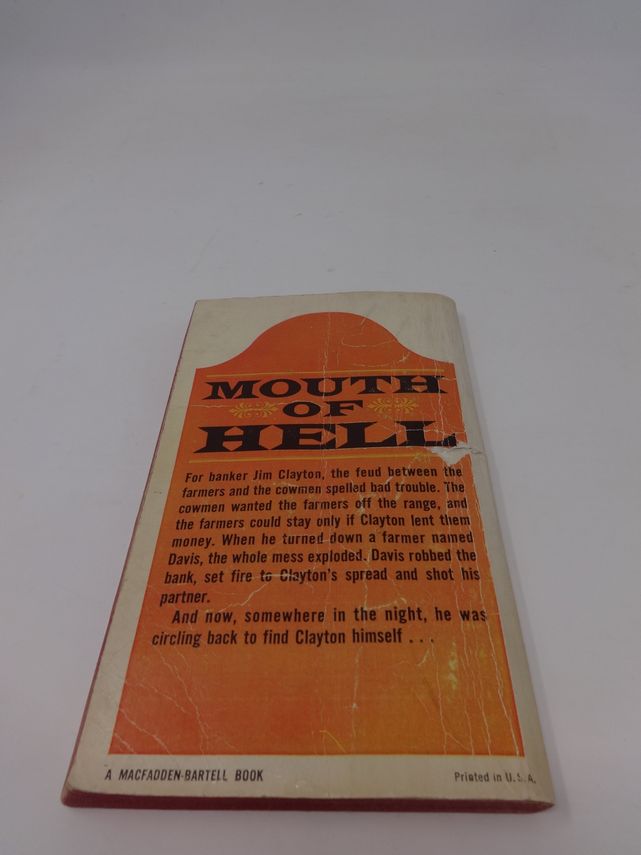 MOUTH
OF
HELL
For banker Jim Clayton, the feud between the
farmers and the cowmen spelled bad trouble. The
cowmen wanted the farmers off the range, and
the farmers could stay only if Clayton lent them
money. When he turned down a farmer named
Davis, the whole mess exploded. Davis robbed the
bank, set fire to Clayton's spread and shot his
partner.
And now, somewhere in the night, he was
circling back to find Clayton himself . . .
A MACFADDEN-BARTELL BOOK
Printed in U.S.A.